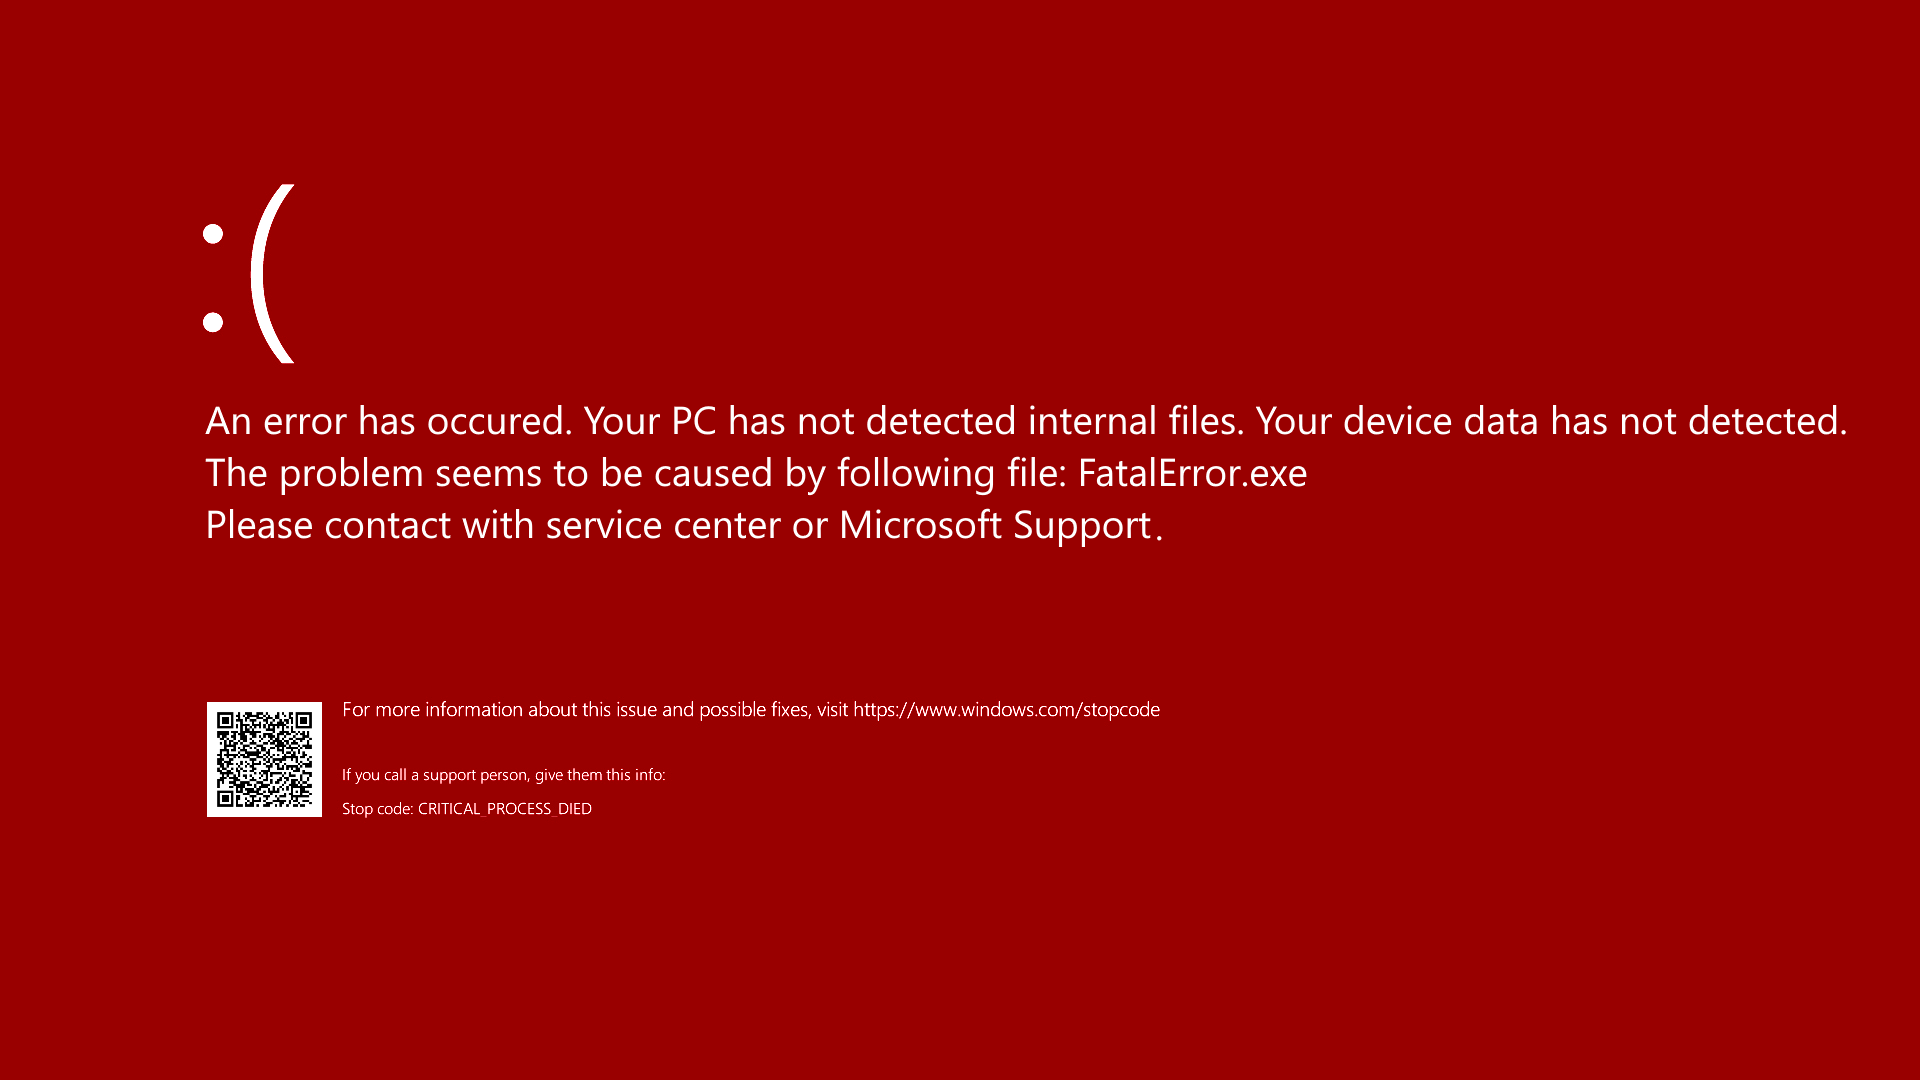 :(
An error has occured. Your PC has not detected internal files. Your device data has not detected.
The problem seems to be caused by following file: FatalError.exe
Please contact with service center or Microsoft Support.
For more information about this issue and possible fixes, visit https://www.windows.com/stopcode
If you call a support person, give them this info:
Stop code: CRITICAL_PROCESS_DIED